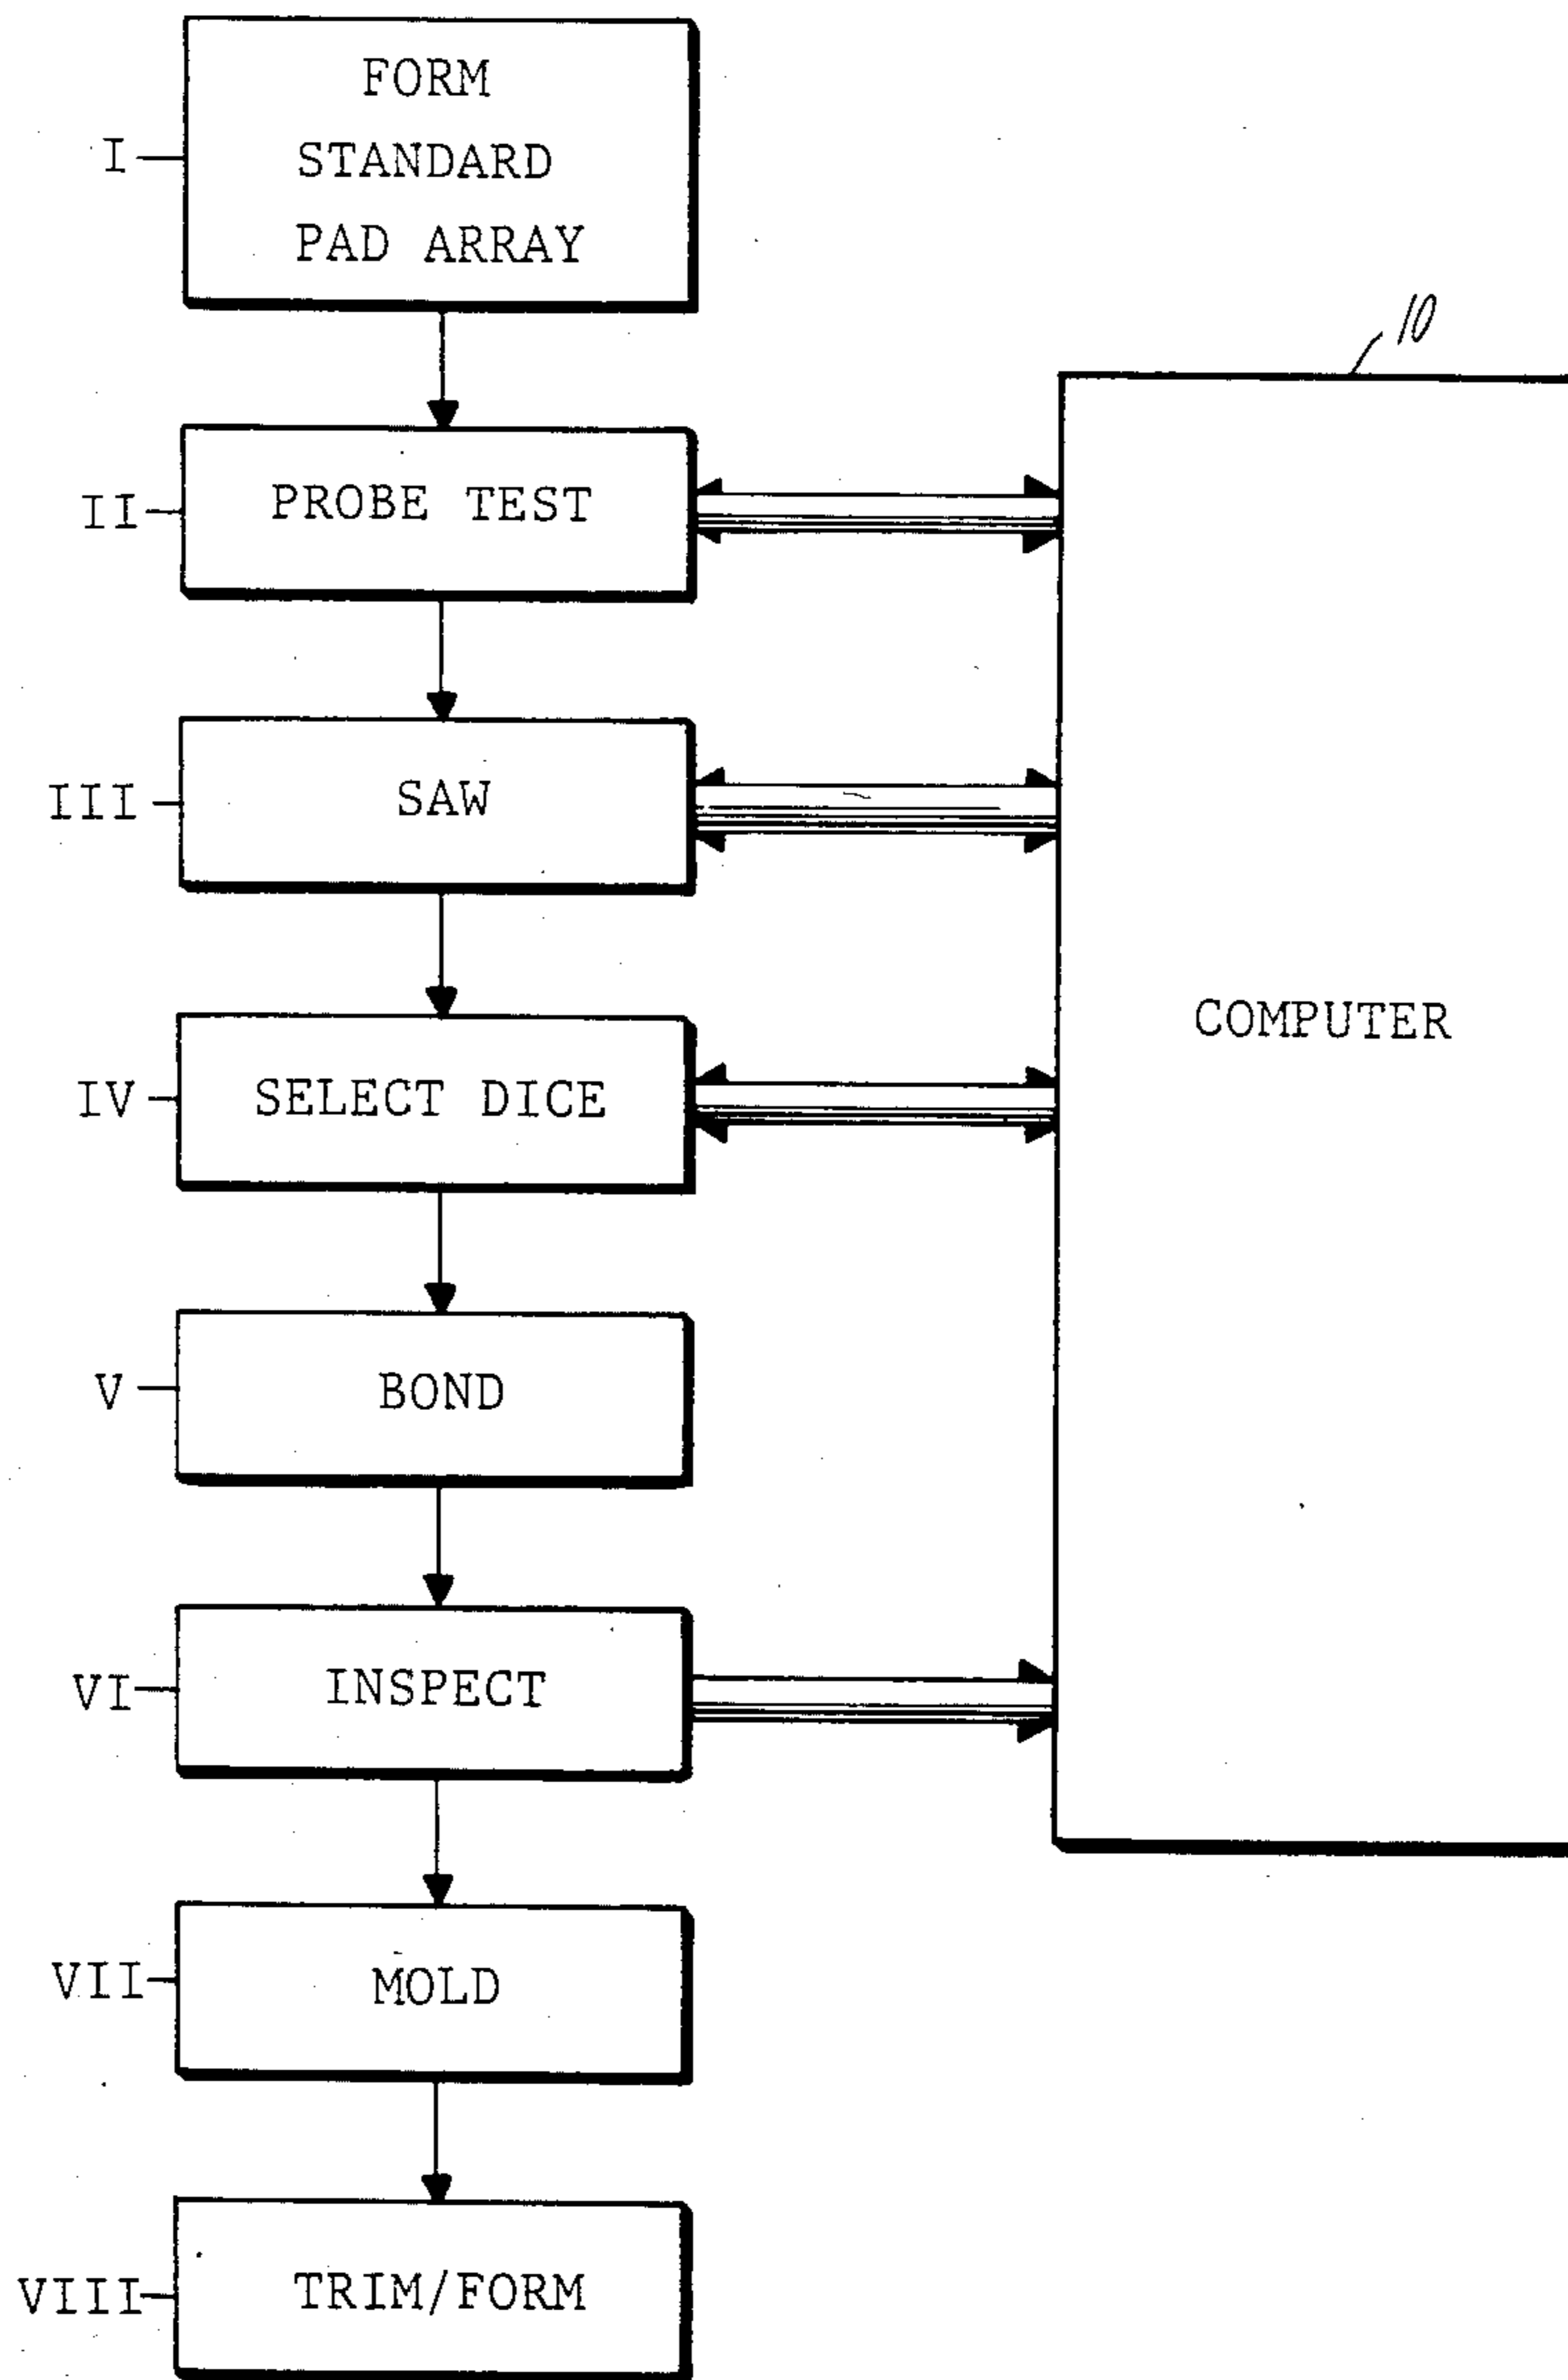 FORM
STANDARD
PAD ARRAY
I
10
PROBE TEST
II
SAW
III
COMPUTER
SELECT DICE
IV
BOND
V
INSPECT
VI
MOLD
VII
TRIM/FORM
VIII